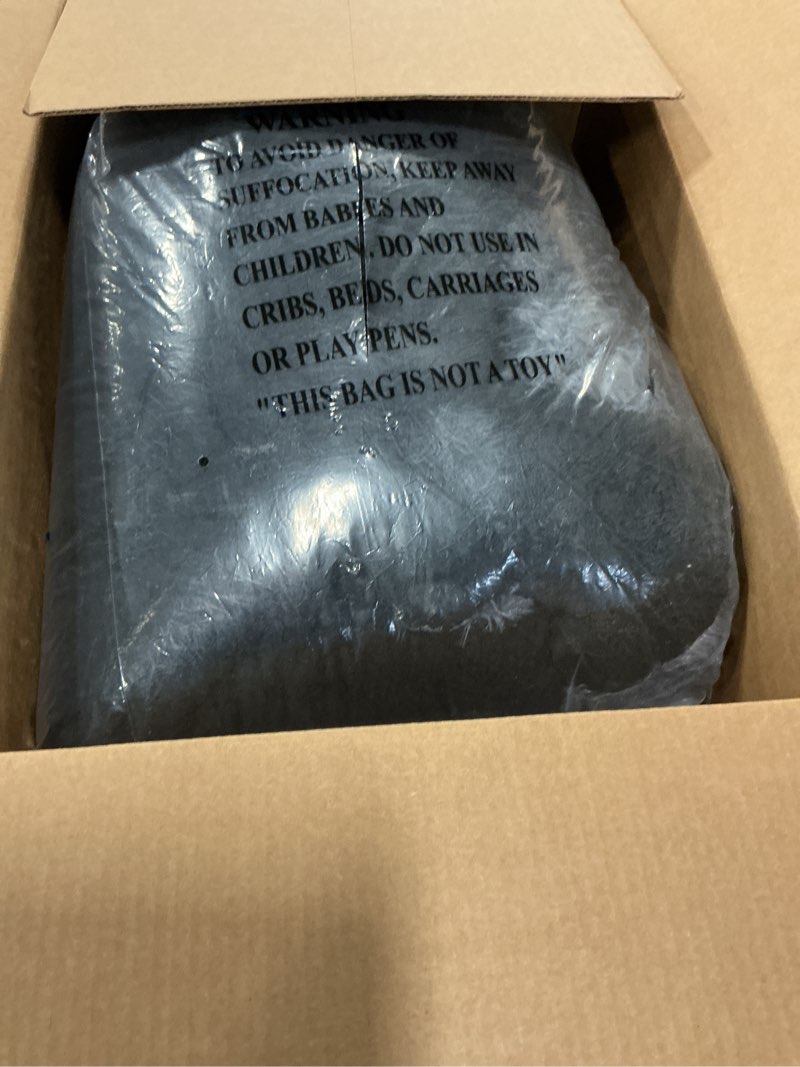 WARNING
TO AVOID DANGER OF
SUFFOCATION, KEEP AWAY
FROM BABIES AND
CHILDREN. DO NOT USE IN
CRIBS, BEDS, CARRIAGES
OR PLAY PENS.
"THIS BAG IS NOT A TOY"